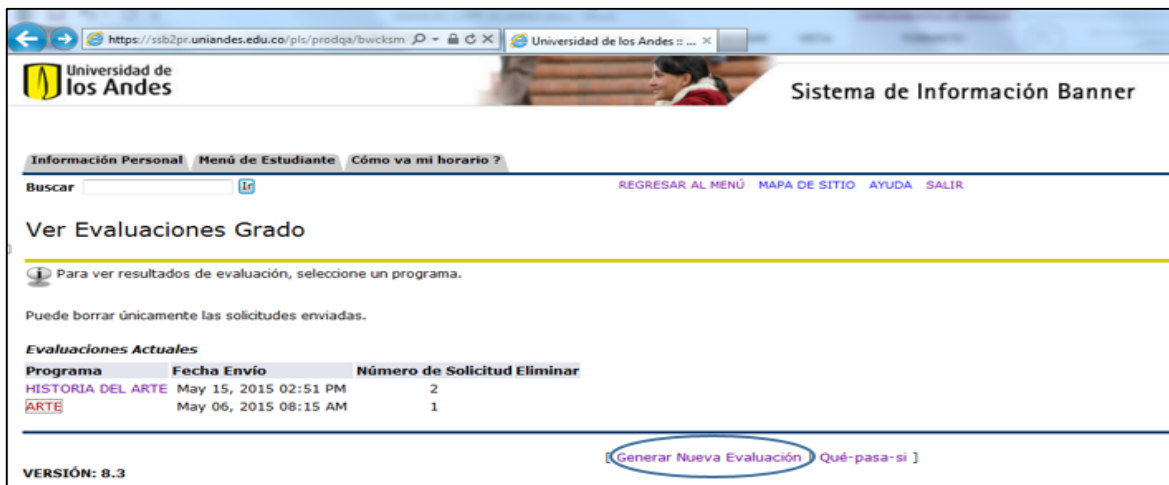 https://ssb2pr.uniandes.edu.co/pls/prodqa/bwcksm
Universidad de los Andes :: ...
Universidad de
los Andes
Sistema de Información Banner
Información Personal Menú de Estudiante Cómo va mi horario ?
Buscar Ir REGRESAR AL MENÚ MAPA DE SITIO AYUDA SALIR
Ver Evaluaciones Grado
Para ver resultados de evaluación, seleccione un programa.
Puede borrar únicamente las solicitudes enviadas.
Evaluaciones Actuales
Programa Fecha Envío Número de Solicitud Eliminar
HISTORIA DEL ARTE May 15, 2015 02:51 PM 2
ARTE May 06, 2015 08:15 AM 1
[ Generar Nueva Evaluación | Qué-pasa-si ]
VERSIÓN: 8.3